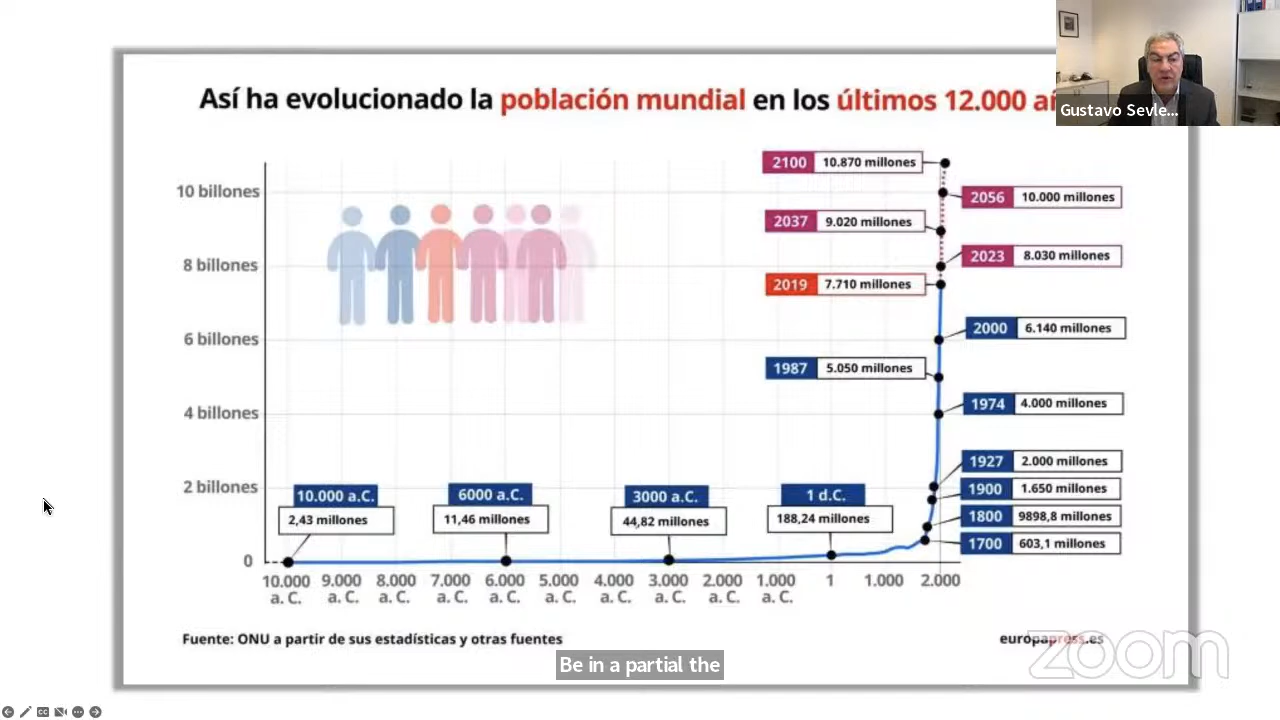 Gustavo Sevle...
Así ha evolucionado la población mundial en los últimos 12.000
10 billones
8 billones
6 billones
4 billones
2 billones
0
2100 10.870 millones
2056 10.000 millones
2037 9.020 millones
2023 8.030 millones
2019 7.710 millones
2000 6.140 millones
1987 5.050 millones
1974 4.000 millones
1927 2.000 millones
1900 1.650 millones
1800 9898,8 millones
1700 603,1 millones
10.000 a.C.
2,43 millones
6000 a.C.
11,46 millones
3000 a.C.
44,82 millones
1 d.C.
188,24 millones
10.000 9.000 8.000 7.000 6.000 5.000 4.000 3.000 2.000 1.000 1 1.000 2.000
a. C. a. C. a. C. a. C. a. C. a. C. a. C. a. C. a. C. a. C.
Fuente: ONU a partir de sus estadísticas y otras fuentes
europapress.es
zoom
Be in a partial the